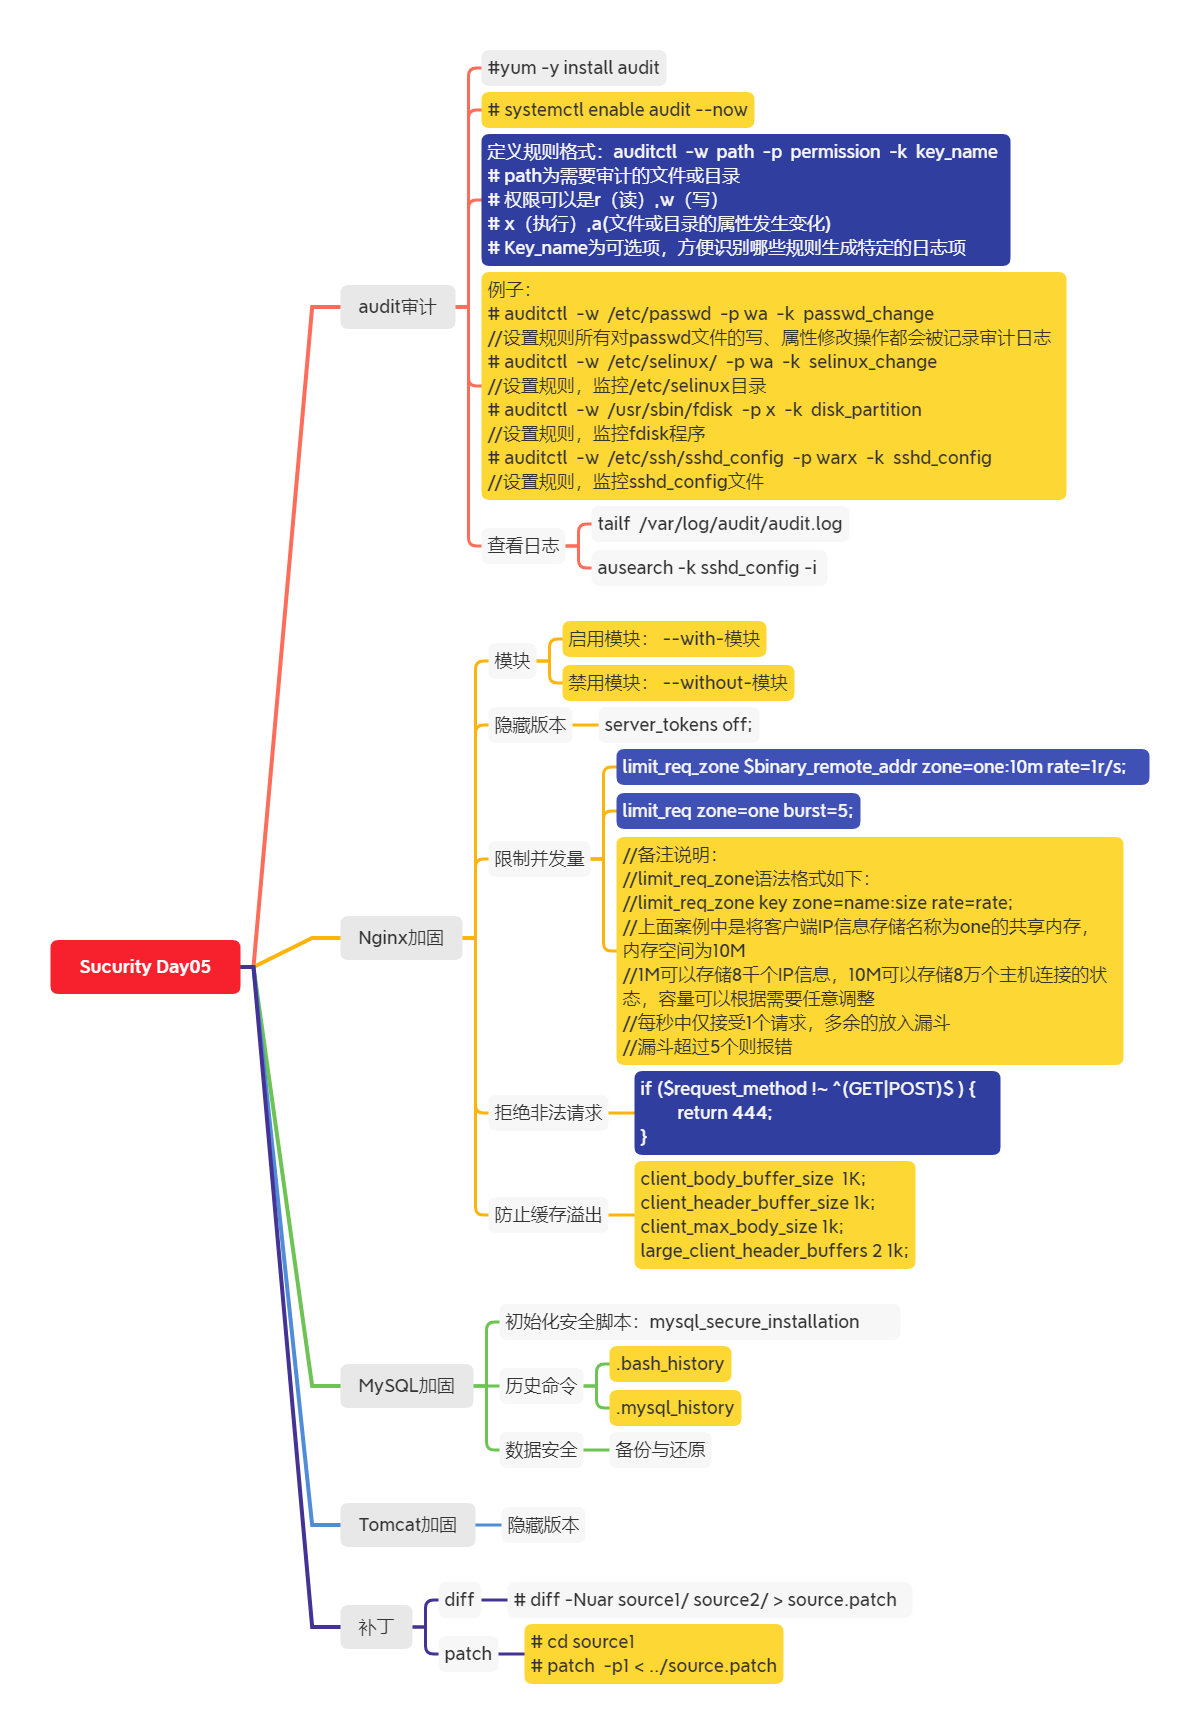 Sucurity Day05
audit审计
#yum -y install audit
# systemctl enable audit --now
定义规则格式：auditctl -w path -p permission -k key_name
# path为需要审计的文件或目录
# 权限可以是r（读）,w（写）
# x（执行）,a(文件或目录的属性发生变化)
# Key_name为可选项，方便识别哪些规则生成特定的日志项
例子：
# auditctl -w /etc/passwd -p wa -k passwd_change
//设置规则所有对passwd文件的写、属性修改操作都会被记录审计日志
# auditctl -w /etc/selinux/ -p wa -k selinux_change
//设置规则，监控/etc/selinux目录
# auditctl -w /usr/sbin/fdisk -p x -k disk_partition
//设置规则，监控fdisk程序
# auditctl -w /etc/ssh/sshd_config -p warx -k sshd_config
//设置规则，监控sshd_config文件
查看日志
tailf /var/log/audit/audit.log
ausearch -k sshd_config -i
Nginx加固
模块
启用模块： --with-模块
禁用模块： --without-模块
隐藏版本
server_tokens off;
限制并发量
limit_req_zone $binary_remote_addr zone=one:10m rate=1r/s;
limit_req zone=one burst=5;
//备注说明：
//limit_req_zone语法格式如下：
//limit_req_zone key zone=name:size rate=rate;
//上面案例中是将客户端IP信息存储名称为one的共享内存，
内存空间为10M
//1M可以存储8千个IP信息，10M可以存储8万个主机连接的状
态，容量可以根据需要任意调整
//每秒中仅接受1个请求，多余的放入漏斗
//漏斗超过5个则报错
拒绝非法请求
if ($request_method !~ ^(GET|POST)$ ) {
return 444;
}
防止缓存溢出
client_body_buffer_size 1K;
client_header_buffer_size 1k;
client_max_body_size 1k;
large_client_header_buffers 2 1k;
MySQL加固
初始化安全脚本：mysql_secure_installation
历史命令
.bash_history
.mysql_history
数据安全
备份与还原
Tomcat加固
隐藏版本
补丁
diff
# diff -Nuar source1/ source2/ > source.patch
patch
# cd source1
# patch -p1 < ../source.patch